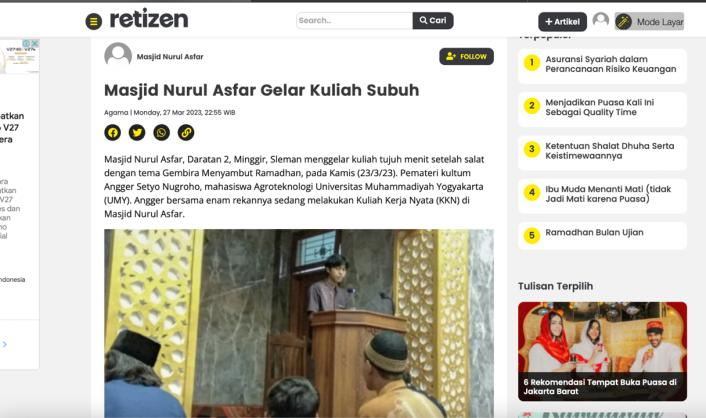 retizen
Search..
Cari
+ Artikel
Mode Layar
Masjid Nurul Asfar
FOLLOW
Masjid Nurul Asfar Gelar Kuliah Subuh
Agama | Monday, 27 Mar 2023, 22:55 WIB
Masjid Nurul Asfar, Daratan 2, Minggir, Sleman menggelar kuliah tujuh menit setelah salat
dengan tema Gembira Menyambut Ramadhan, pada Kamis (23/3/23). Pemateri kultum
Angger Setyo Nugroho, mahasiswa Agroteknologi Universitas Muhammadiyah Yogyakarta
(UMY). Angger bersama enam rekannya sedang melakukan Kuliah Kerja Nyata (KKN) di
Masjid Nurul Asfar.
1
Asuransi Syariah dalam
Perancanaan Risiko Keuangan
2
Menjadikan Puasa Kali Ini
Sebagai Quality Time
3
Ketentuan Shalat Dhuha Serta
Keistimewaannya
4
Ibu Muda Menanti Mati (tidak
Jadi Mati karena Puasa)
5
Ramadhan Bulan Ujian
Tulisan Terpilih
6 Rekomendasi Tempat Buka Puasa di
Jakarta Barat